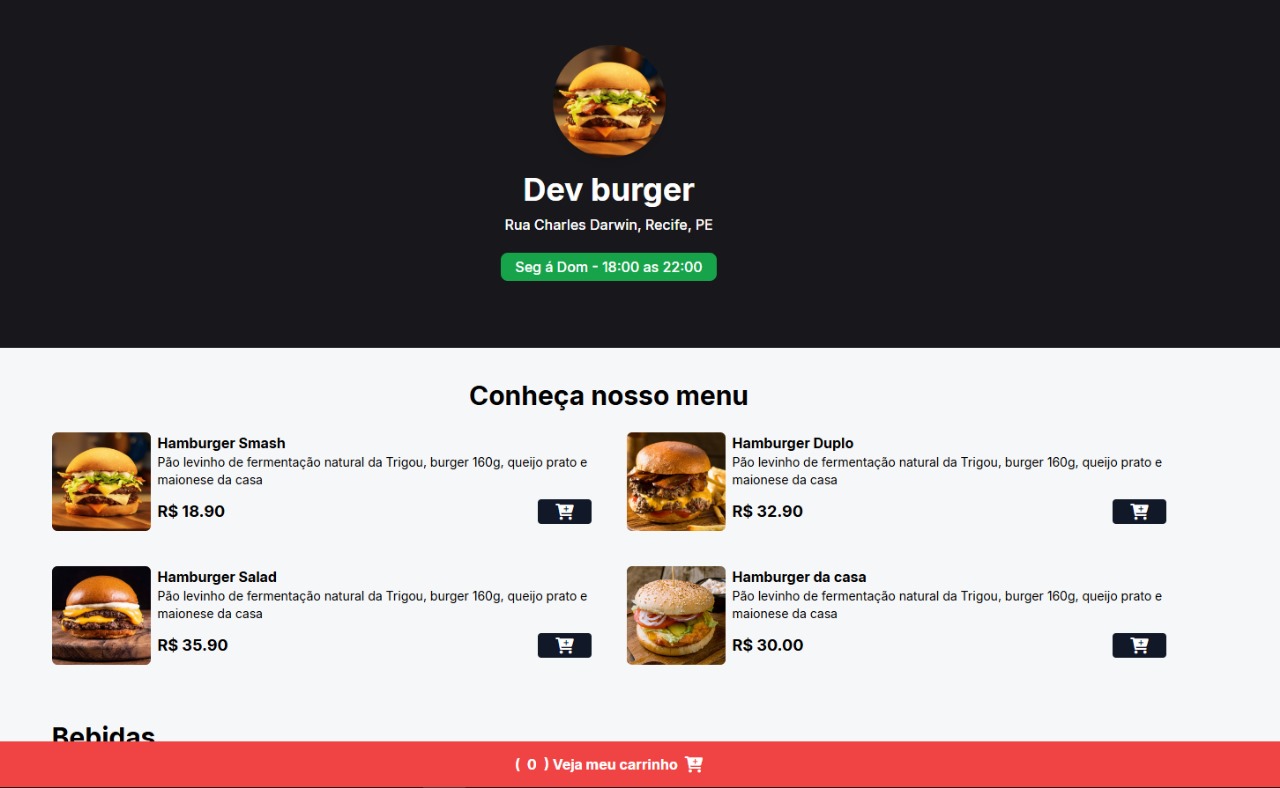 Dev burger
Rua Charles Darwin, Recife, PE
Seg á Dom - 18:00 as 22:00
Conheça nosso menu
Hamburger Smash
Pão levinho de fermentação natural da Trigou, burger 160g, queijo prato e
maionese da casa
R$ 18.90
Hamburger Duplo
Pão levinho de fermentação natural da Trigou, burger 160g, queijo prato e
maionese da casa
R$ 32.90
Hamburger Salad
Pão levinho de fermentação natural da Trigou, burger 160g, queijo prato e
maionese da casa
R$ 35.90
Hamburger da casa
Pão levinho de fermentação natural da Trigou, burger 160g, queijo prato e
maionese da casa
R$ 30.00
Bebidas
( 0 ) Veja meu carrinho